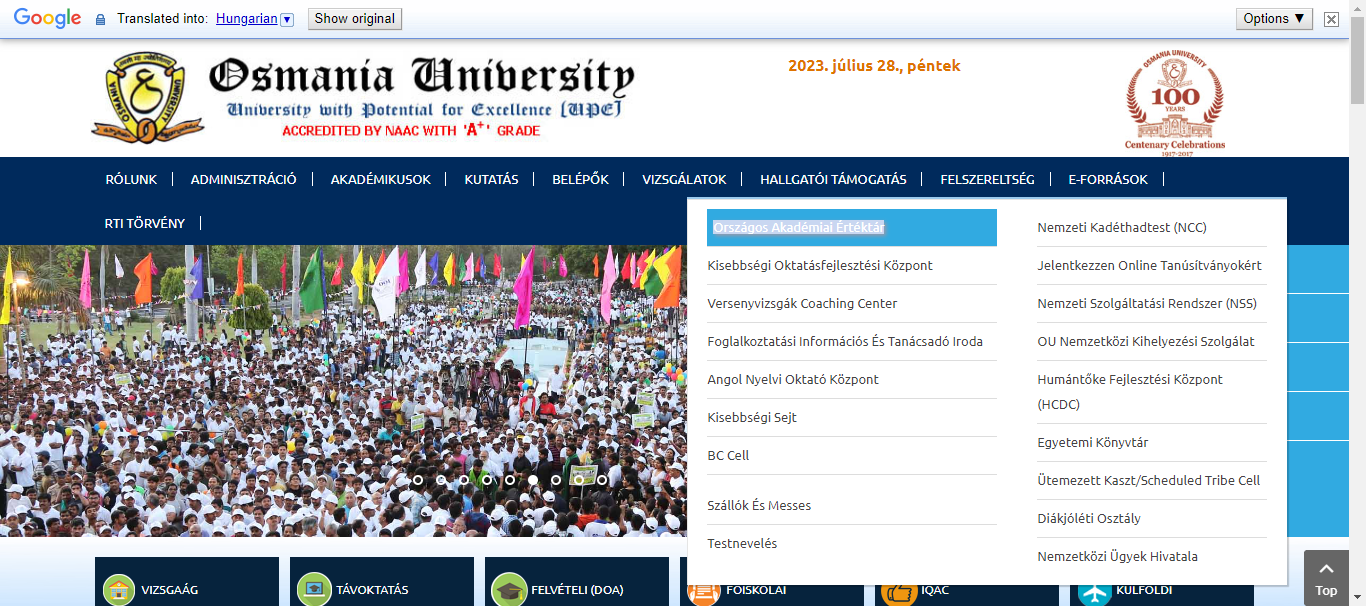 Google Translated into: Hungarian Show original Options ▼
Osmania University
University with Potential for Excellence [UPE]
ACCREDITED BY NAAC WITH 'A+' GRADE
2023. július 28., péntek
OSMANIA UNIVERSITY
100
YEARS
Centenary Celebrations
1917-2017
RÓLUNK ADMINISZTRÁCIÓ AKADÉMIKUSOK KUTATÁS BELÉPŐK VIZSGÁLATOK HALLGATÓI TÁMOGATÁS FELSZERELTSÉG E-FORRÁSOK
RTI TÖRVÉNY
Országos Akadémiai Értéktár
Kisebbségi Oktatásfejlesztési Központ
Versenyvizsgák Coaching Center
Foglalkoztatási Információs És Tanácsadó Iroda
Angol Nyelvi Oktató Központ
Kisebbségi Sejt
BC Cell
Szállók És Messes
Testnevelés
Nemzeti Kadéthadtest (NCC)
Jelentkezzen Online Tanúsítványokért
Nemzeti Szolgáltatási Rendszer (NSS)
OU Nemzetközi Kihelyezési Szolgálat
Humántőke Fejlesztési Központ
(HCDC)
Egyetemi Könyvtár
Ütemezett Kaszt/Scheduled Tribe Cell
Diákjóléti Osztály
Nemzetközi Ügyek Hivatala
VIZSGAÁG TÁVOKTATÁS FELVÉTELI (DOA) FŐISKOLAI IQAC KÜLFÖLDI
Top